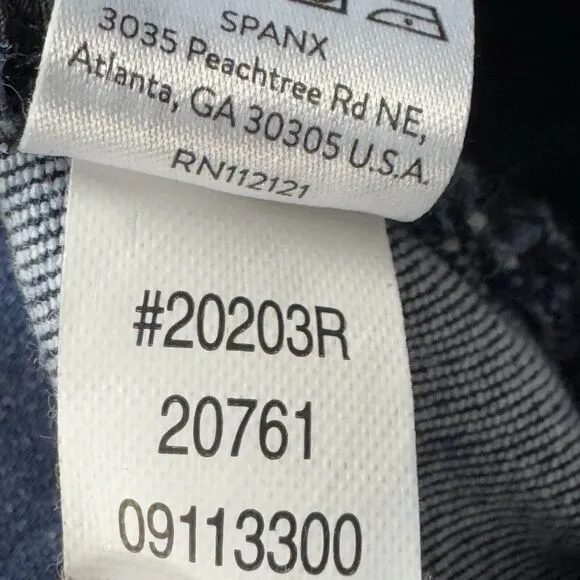 SPANX
3035 Peachtree Rd NE,
Atlanta, GA 30305 U.S.A.
RN112121
#20203R
20761
09113300